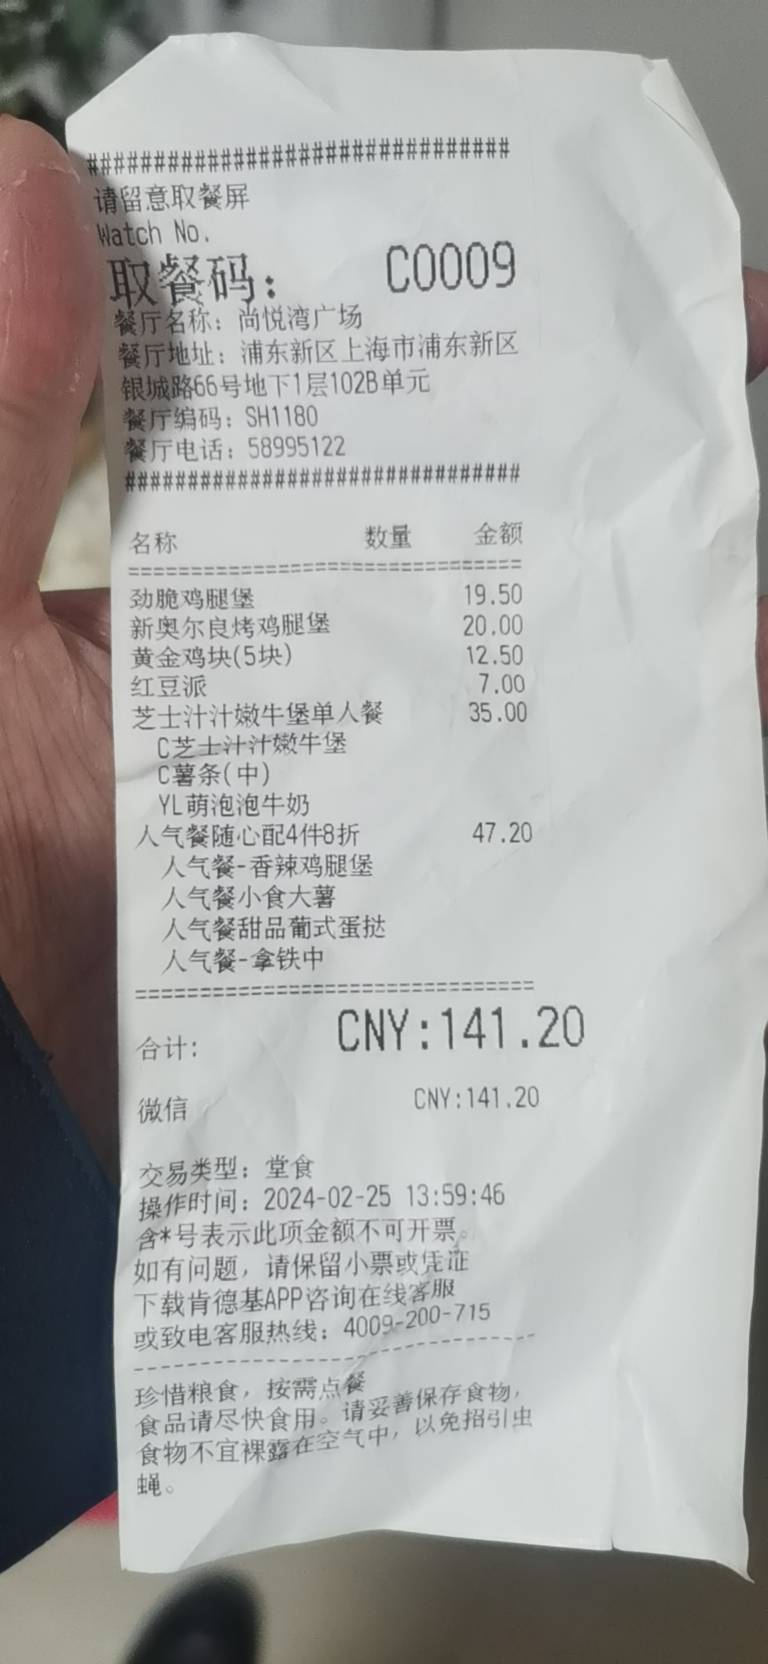 ################################
请留意取餐屏
Watch No.
取餐码: C0009
餐厅名称: 尚悦湾广场
餐厅地址: 浦东新区上海市浦东新区
银城路66号地下1层102B单元
餐厅编码: SH1180
餐厅电话: 58995122
################################
名称 数量 金额
================================
劲脆鸡腿堡 19.50
新奥尔良烤鸡腿堡 20.00
黄金鸡块(5块) 12.50
红豆派 7.00
芝士汁汁嫩牛堡单人餐 35.00
C芝士汁汁嫩牛堡
C薯条(中)
YL萌泡泡牛奶
人气餐随心配4件8折 47.20
人气餐-香辣鸡腿堡
人气餐小食大薯
人气餐甜品葡式蛋挞
人气餐-拿铁中
================================
合计: CNY:141.20
微信 CNY:141.20
交易类型: 堂食
操作时间: 2024-02-25 13:59:46
含*号表示此项金额不可开票。
如有问题, 请保留小票或凭证
下载肯德基APP咨询在线客服
或致电客服热线: 4009-200-715
--------------------------------
珍惜粮食, 按需点餐
食品请尽快食用。请妥善保存食物,
食物不宜裸露在空气中, 以免招引虫
蝇。